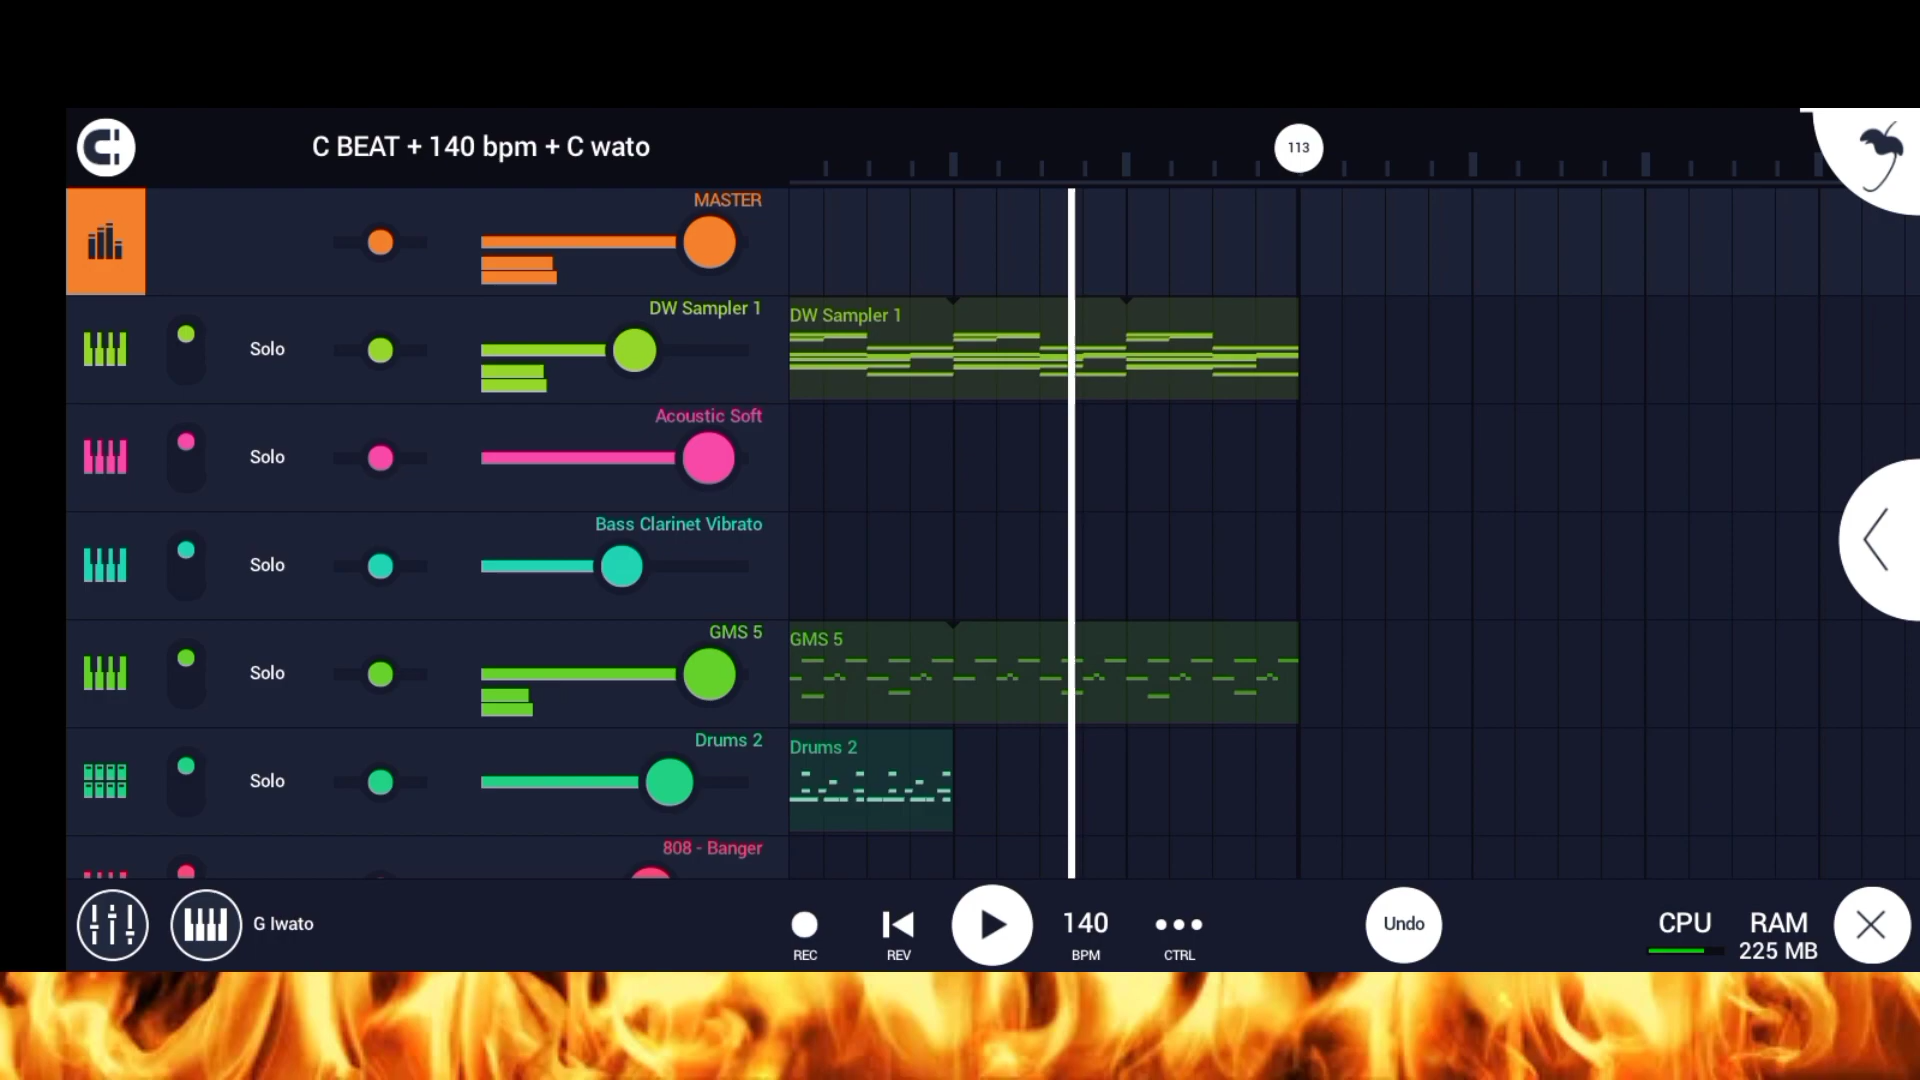 C BEAT + 140 bpm + C wato
113
MASTER
DW Sampler 1
Solo
DW Sampler 1
Acoustic Soft
Solo
Bass Clarinet Vibrato
Solo
GMS 5
Solo
GMS 5
Drums 2
Solo
Drums 2
808 - Banger
G Iwato
REC
REV
140
BPM
CTRL
Undo
CPU
RAM
225 MB